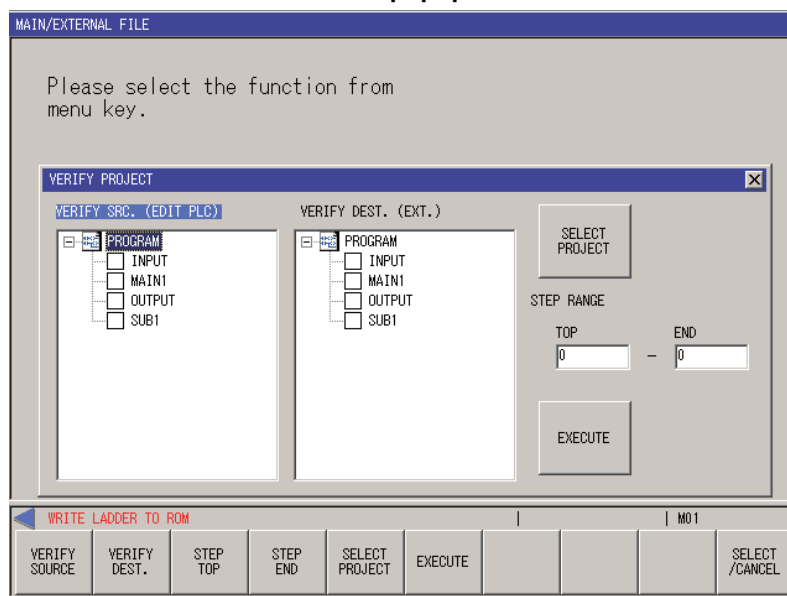 MAIN/EXTERNAL FILE
Please select the function from
menu key.
VERIFY PROJECT
VERIFY SRC. (EDIT PLC)
PROGRAM
INPUT
MAIN1
OUTPUT
SUB1
VERIFY DEST. (EXT.)
PROGRAM
INPUT
MAIN1
OUTPUT
SUB1
SELECT
PROJECT
STEP RANGE
TOP
END
0
–
0
EXECUTE
WRITE LADDER TO ROM
M01
VERIFY
SOURCE
VERIFY
DEST.
STEP
TOP
STEP
END
SELECT
PROJECT
EXECUTE
SELECT
/CANCEL